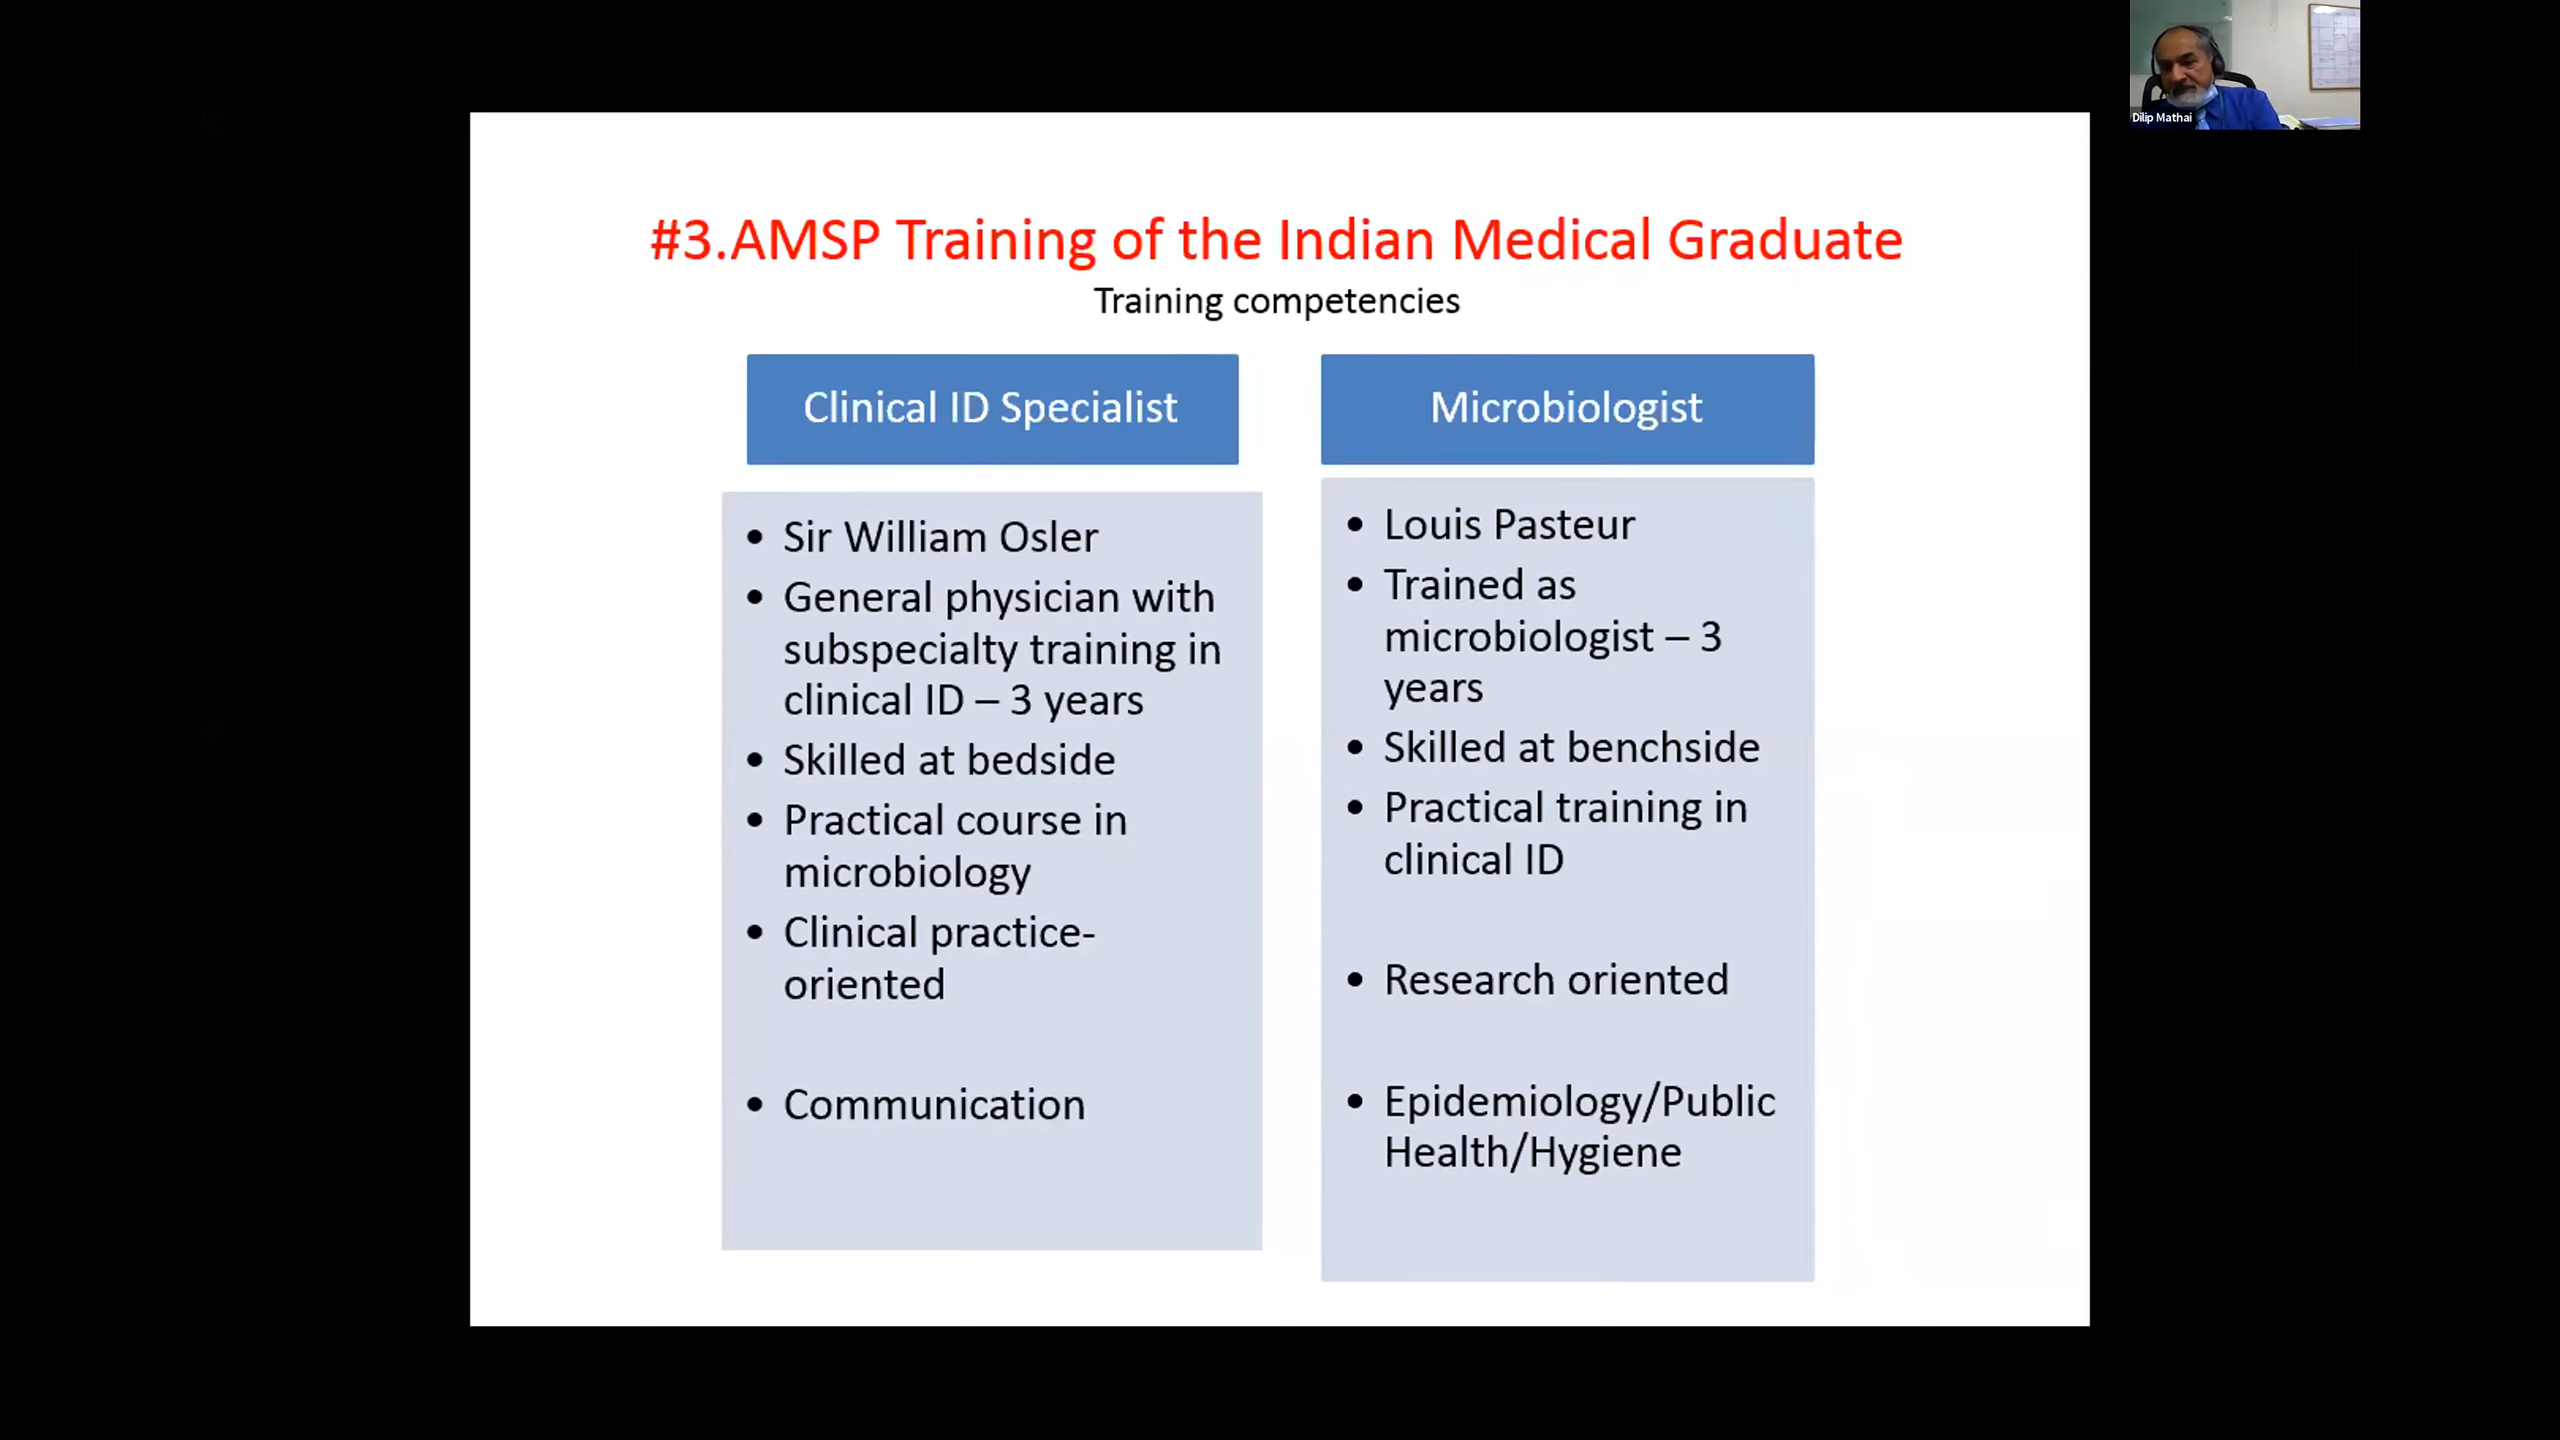 Dilip Mathai
#3.AMSP Training of the Indian Medical Graduate
Training competencies
Clinical ID Specialist
• Sir William Osler
• General physician with
subspecialty training in
clinical ID – 3 years
• Skilled at bedside
• Practical course in
microbiology
• Clinical practice-
oriented
• Communication
Microbiologist
• Louis Pasteur
• Trained as
microbiologist – 3
years
• Skilled at benchside
• Practical training in
clinical ID
• Research oriented
• Epidemiology/Public
Health/Hygiene